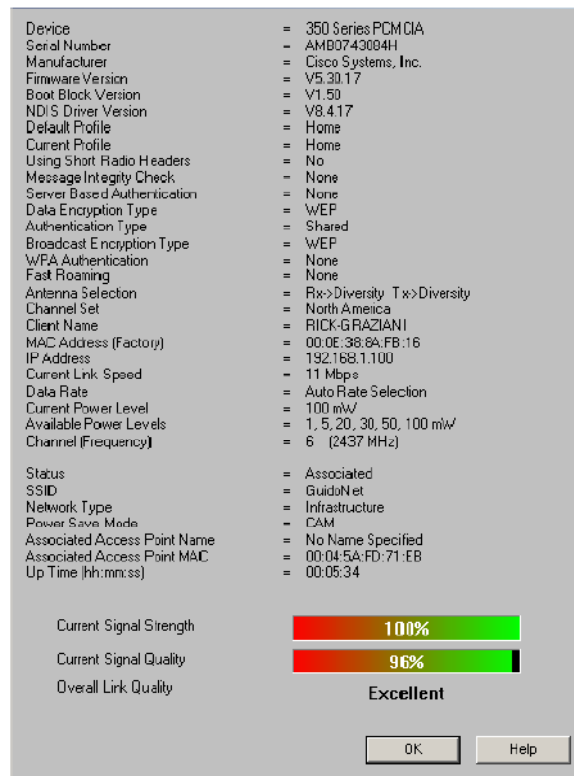 Device = 350 Series PCMCIA
Serial Number = AMB0743084H
Manufacturer = Cisco Systems, Inc.
Firmware Version = V5.30.17
Boot Block Version = V1.50
NDIS Driver Version = V8.4.17
Default Profile = Home
Current Profile = Home
Using Short Radio Headers = No
Message Integrity Check = None
Server Based Authentication = None
Data Encryption Type = WEP
Authentication Type = Shared
Broadcast Encryption Type = WEP
WPA Authentication = None
Fast Roaming = None
Antenna Selection = Rx->Diversity Tx->Diversity
Channel Set = North America
Client Name = RICK-GRAZIANI
MAC Address (Factory) = 00:0E:38:8A:FB:16
IP Address = 192.168.1.100
Current Link Speed = 11 Mbps
Data Rate = Auto Rate Selection
Current Power Level = 100 mW
Available Power Levels = 1, 5, 20, 30, 50, 100 mW
Channel (Frequency) = 6 (2437 MHz)
Status = Associated
SSID = GuidoNet
Network Type = Infrastructure
Power Save Mode = CAM
Associated Access Point Name = No Name Specified
Associated Access Point MAC = 00:04:5A:FD:71:EB
Up Time (hh:mm:ss) = 00:05:34
Current Signal Strength 100%
Current Signal Quality 96%
Overall Link Quality Excellent
OK Help